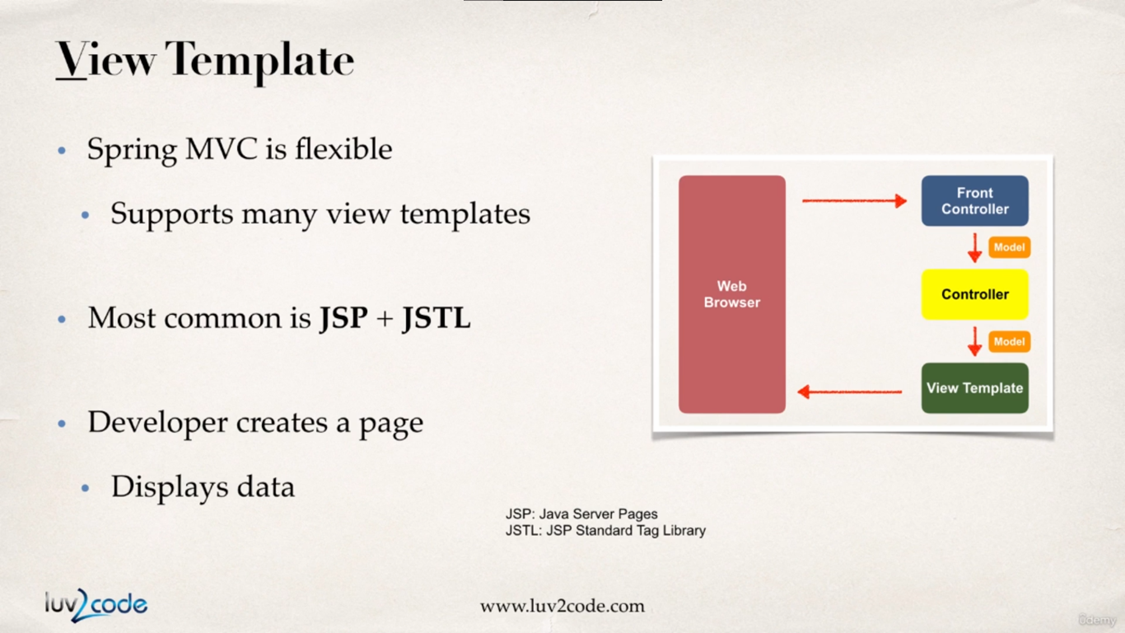 View Template
Spring MVC is flexible
Supports many view templates
Most common is JSP + JSTL
Developer creates a page
Displays data
Web
Browser
Front
Controller
Model
Controller
Model
View Template
JSP: Java Server Pages
JSTL: JSP Standard Tag Library
luv2code
www.luv2code.com
ûdemy